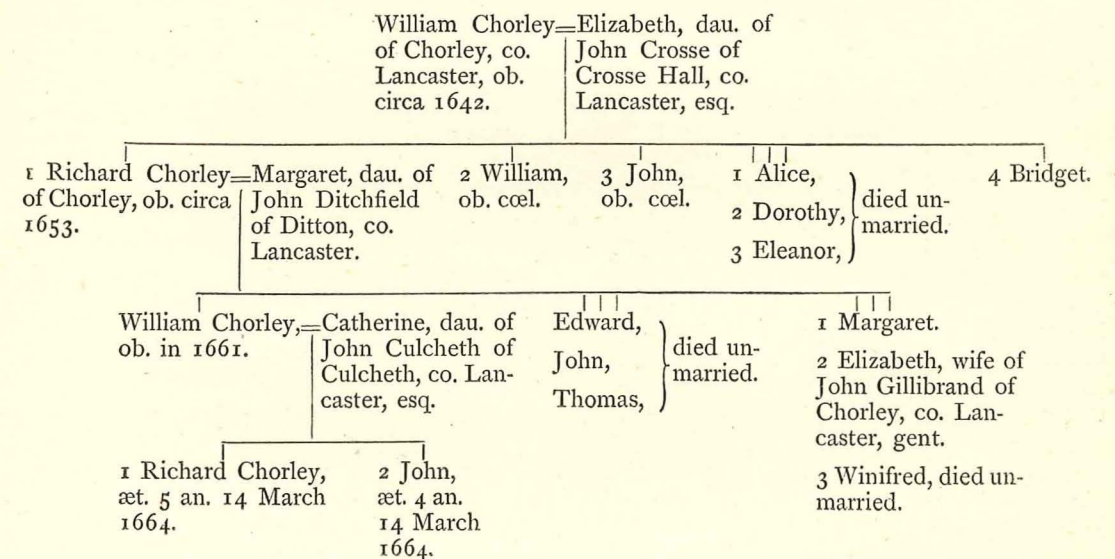 William Chorley=Elizabeth, dau. of
of Chorley, co. John Crosse of
Lancaster, ob. Crosse Hall, co.
circa 1642. Lancaster, esq.
1 Richard Chorley=Margaret, dau. of
of Chorley, ob. circa John Ditchfield
1653. of Ditton, co.
Lancaster.
2 William,
ob. cœl.
3 John,
ob. cœl.
1 Alice,
2 Dorothy,
3 Eleanor,
died un-
married.
4 Bridget.
William Chorley,=Catherine, dau. of
ob. in 1661. John Culcheth of
Culcheth, co. Lan-
caster, esq.
Edward,
John,
Thomas,
died un-
married.
1 Margaret.
2 Elizabeth, wife of
John Gillibrand of
Chorley, co. Lan-
caster, gent.
3 Winifred, died un-
married.
1 Richard Chorley,
æt. 5 an. 14 March
1664.
2 John,
æt. 4 an.
14 March
1664.